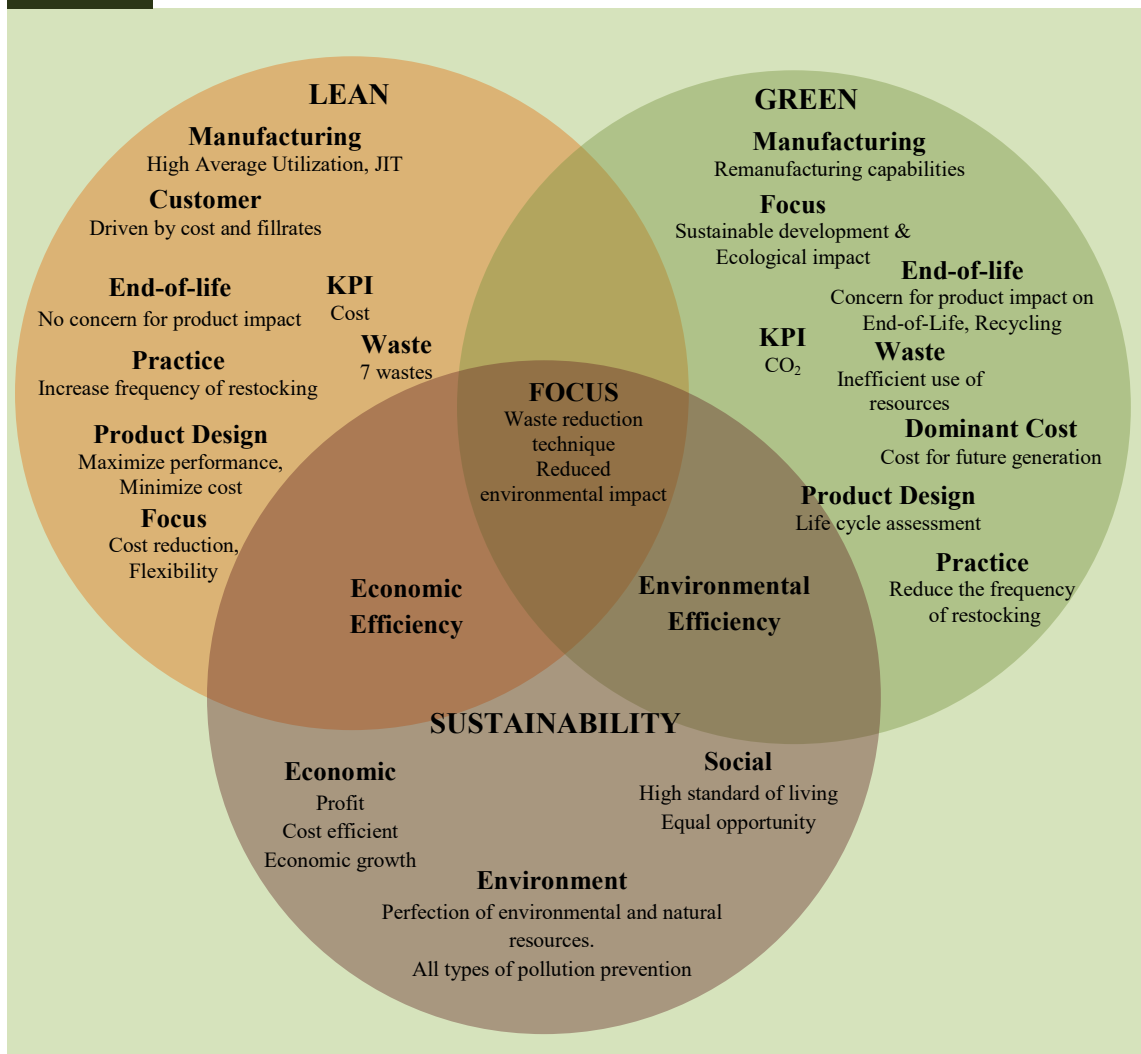 LEAN
Manufacturing
High Average Utilization, JIT
Customer
Driven by cost and fillrates
End-of-life
No concern for product impact
KPI
Cost
Waste
7 wastes
Practice
Increase frequency of restocking
Product Design
Maximize performance,
Minimize cost
Focus
Cost reduction,
Flexibility
GREEN
Manufacturing
Remanufacturing capabilities
Focus
Sustainable development &
Ecological impact
End-of-life
Concern for product impact on
End-of-Life, Recycling
KPI
CO₂
Waste
Inefficient use of
resources
Dominant Cost
Cost for future generation
Product Design
Life cycle assessment
Practice
Reduce the frequency
of restocking
FOCUS
Waste reduction
technique
Reduced
environmental impact
Economic
Efficiency
Environmental
Efficiency
SUSTAINABILITY
Economic
Profit
Cost efficient
Economic growth
Social
High standard of living
Equal opportunity
Environment
Perfection of environmental and natural
resources.
All types of pollution prevention